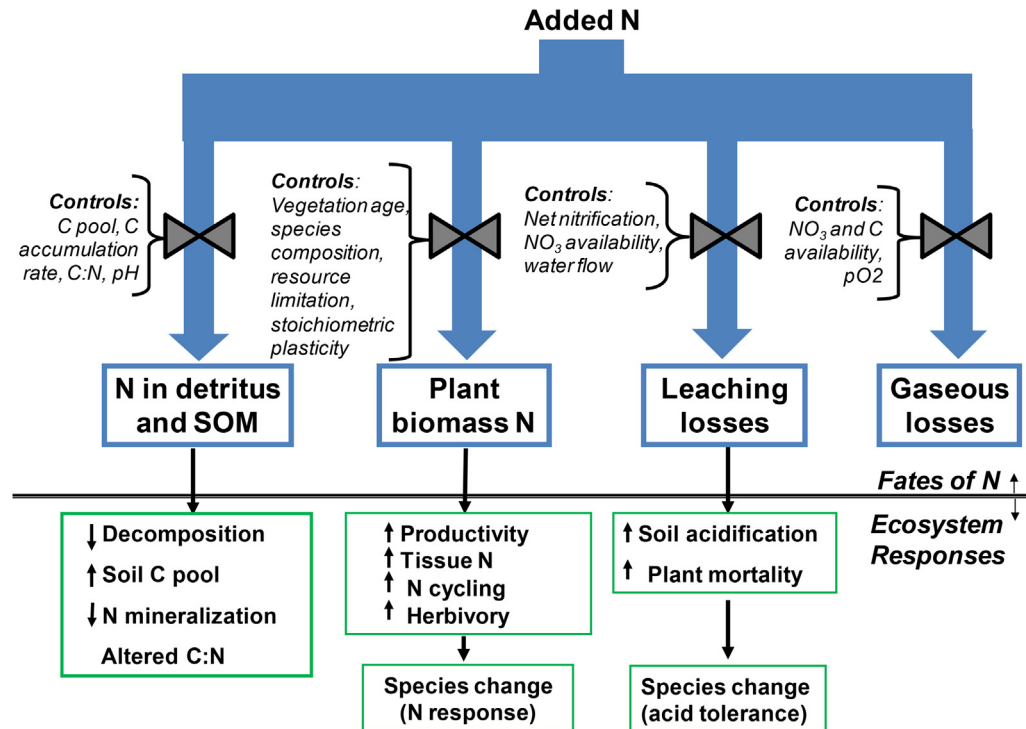 Added N
Controls:
C pool, C
accumulation
rate, C:N, pH
Controls:
Vegetation age,
species
composition,
resource
limitation,
stoichiometric
plasticity
Controls:
Net nitrification,
NO3 availability,
water flow
Controls:
NO3 and C
availability,
pO2
N in detritus
and SOM
Plant
biomass N
Leaching
losses
Gaseous
losses
Fates of N ↑
↓
Ecosystem
Responses
↓ Decomposition
↑ Soil C pool
↓ N mineralization
Altered C:N
↑ Productivity
↑ Tissue N
↑ N cycling
↑ Herbivory
↑ Soil acidification
↑ Plant mortality
Species change
(N response)
Species change
(acid tolerance)